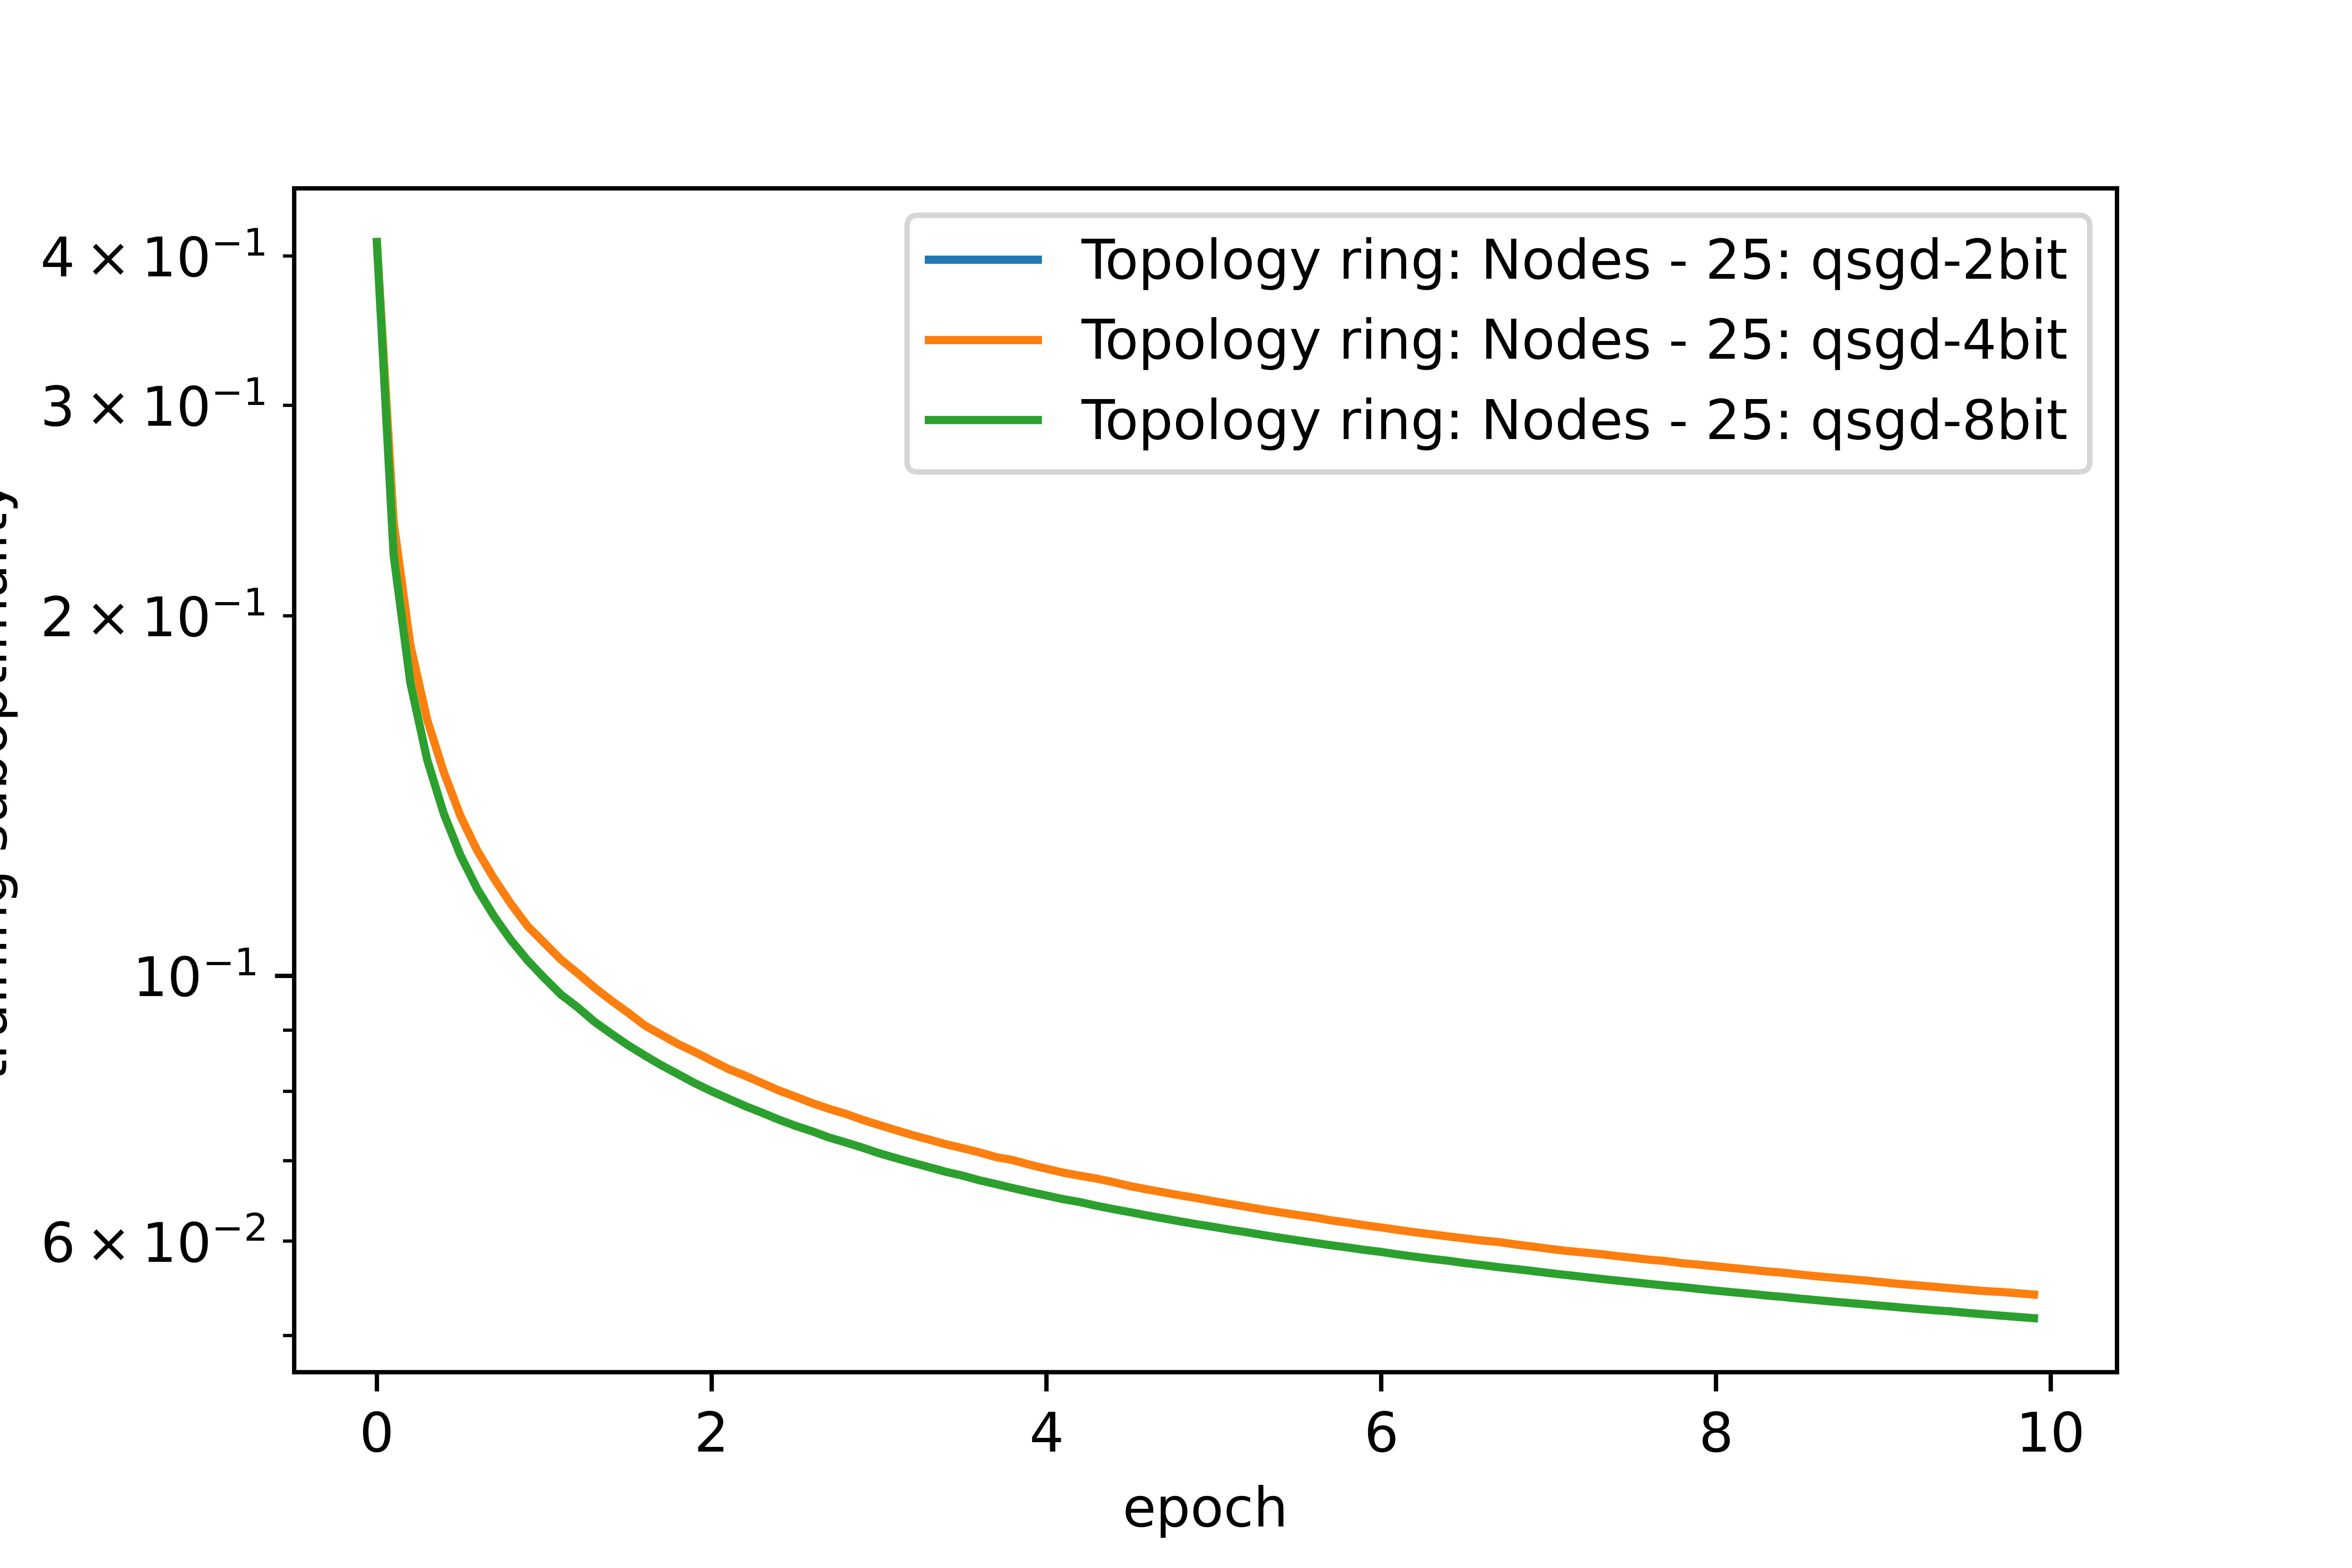 4 × 10⁻¹
3 × 10⁻¹
2 × 10⁻¹
10⁻¹
6 × 10⁻²
Topology ring: Nodes - 25: qsgd-2bit
Topology ring: Nodes - 25: qsgd-4bit
Topology ring: Nodes - 25: qsgd-8bit
0 2 4 6 8 10
epoch